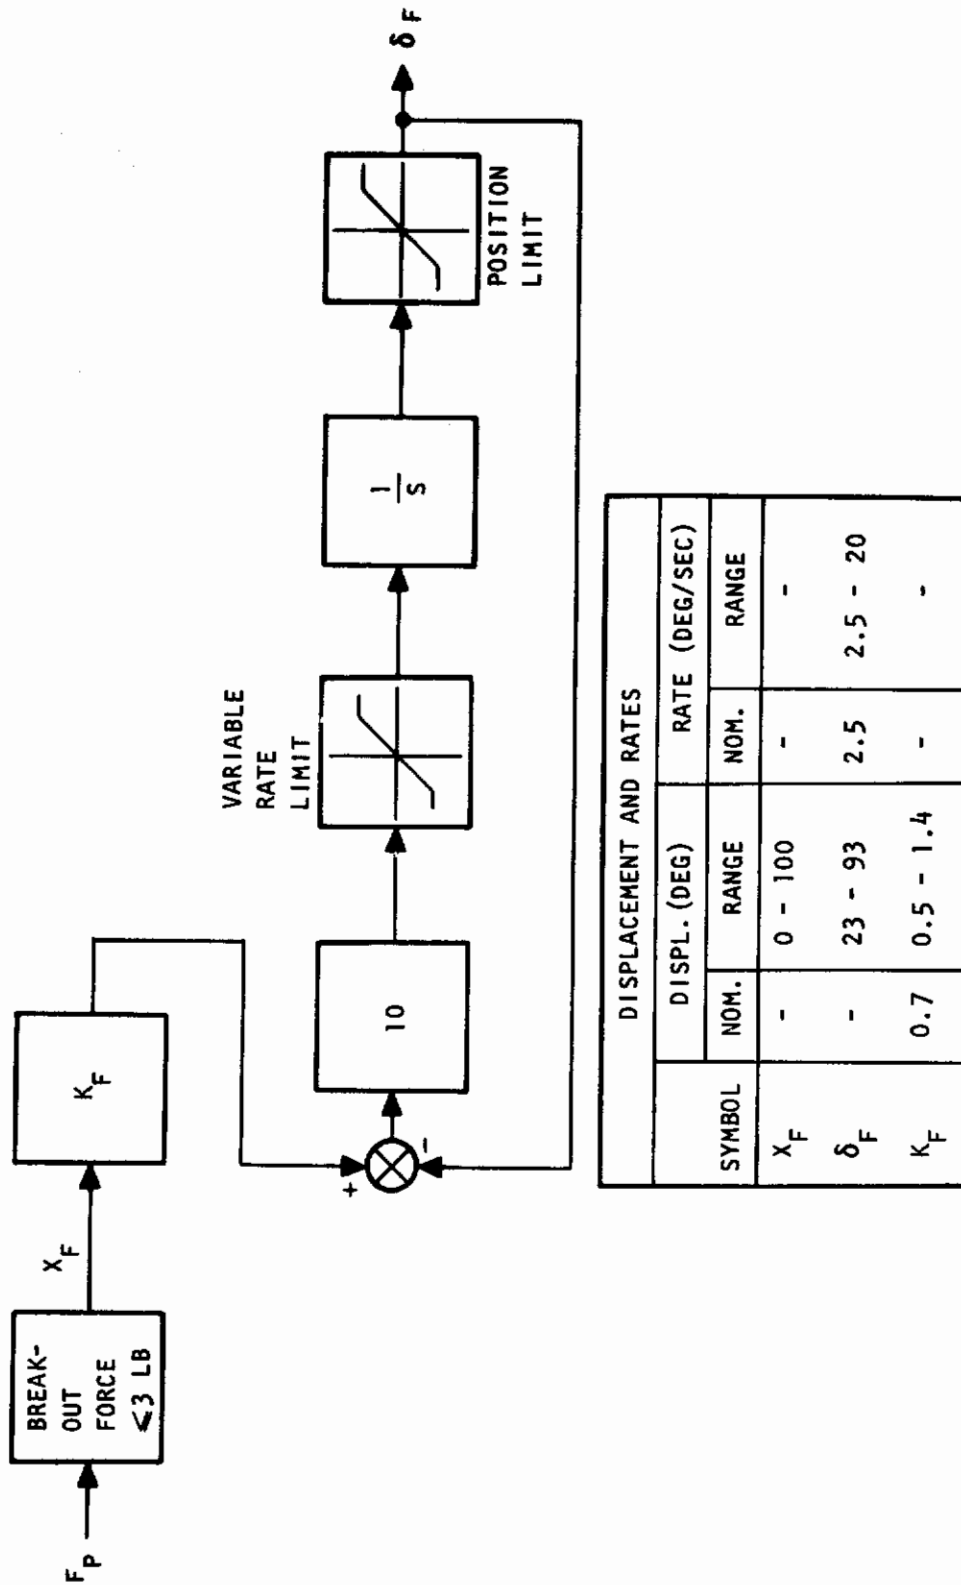 F_P
BREAK-
OUT
FORCE
⩽3 LB
X_F
K_F
+
-
10
VARIABLE
RATE
LIMIT
1
S
POSITION
LIMIT
δ_F
DISPLACEMENT AND RATES
SYMBOL DISPL.(DEG) RATE (DEG/SEC)
NOM. RANGE NOM. RANGE
X_F - 0 - 100 - -
δ_F - 23 - 93 2.5 2.5 - 20
K_F 0.7 0.5 - 1.4 - -